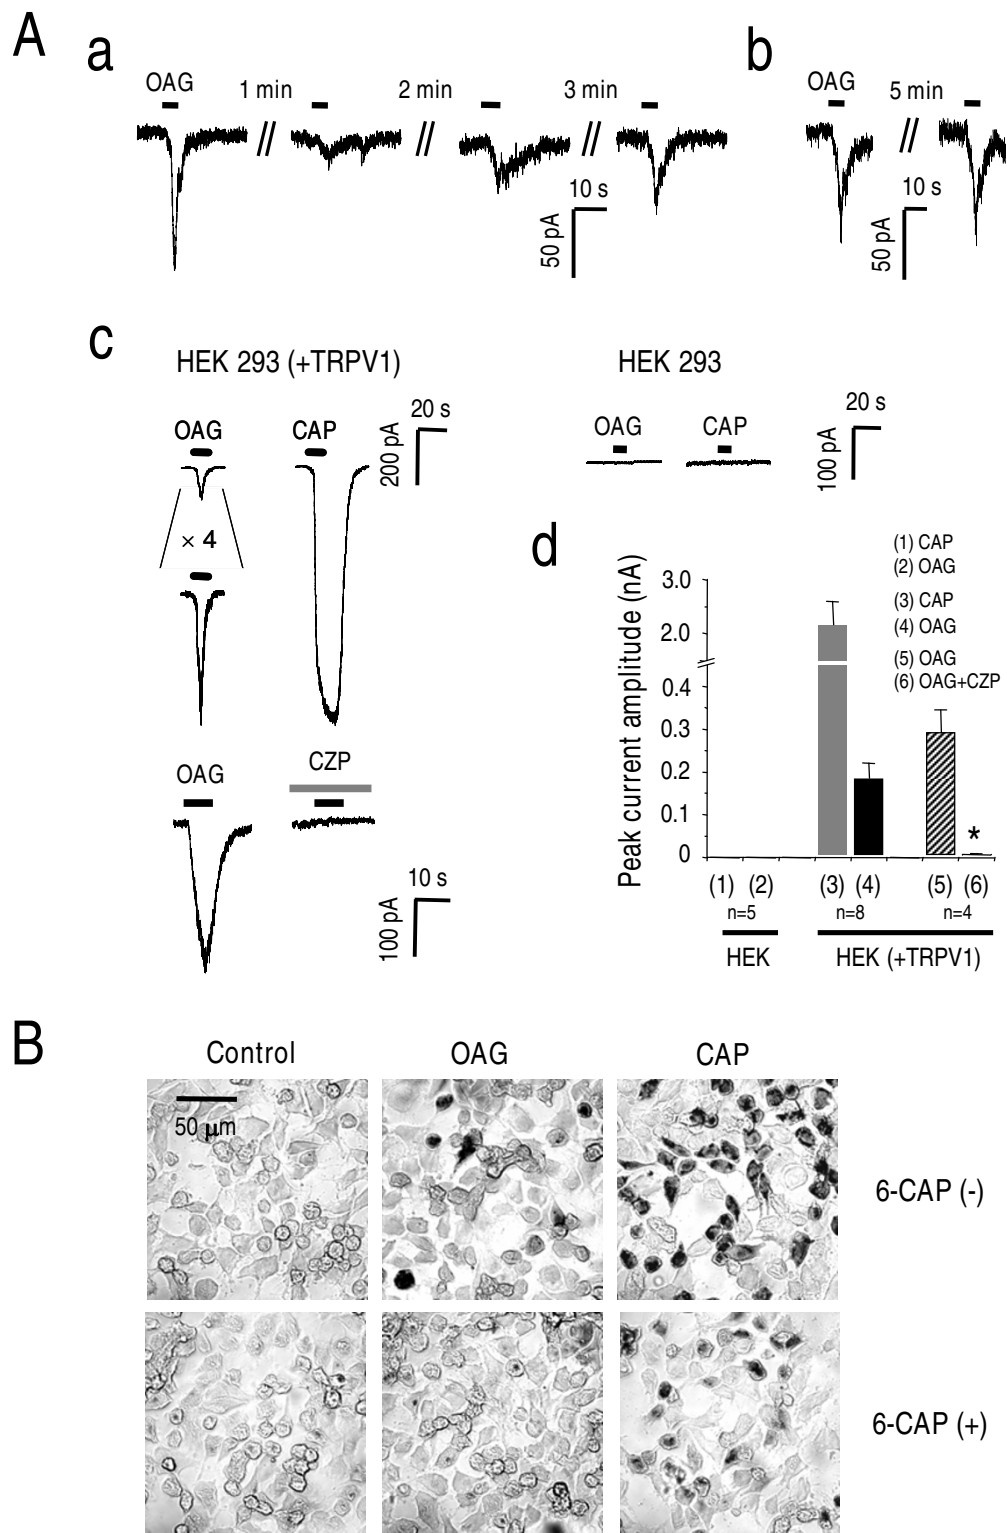 A
a
b
OAG
1 min
2 min
3 min
10 s
50 pA
OAG
5 min
10 s
50 pA
c
HEK 293 (+TRPV1)
HEK 293
OAG
CAP
20 s
200 pA
× 4
OAG
CAP
20 s
100 pA
OAG
CZP
10 s
100 pA
d
(1) CAP
(2) OAG
(3) CAP
(4) OAG
(5) OAG
(6) OAG+CZP
Peak current amplitude (nA)
3.0
2.0
0.4
0.3
0.2
0.1
0
*
(1) (2) (3) (4) (5) (6)
n=5 n=8 n=4
HEK HEK (+TRPV1)
B
Control OAG CAP
50 µm
6-CAP (-)
6-CAP (+)